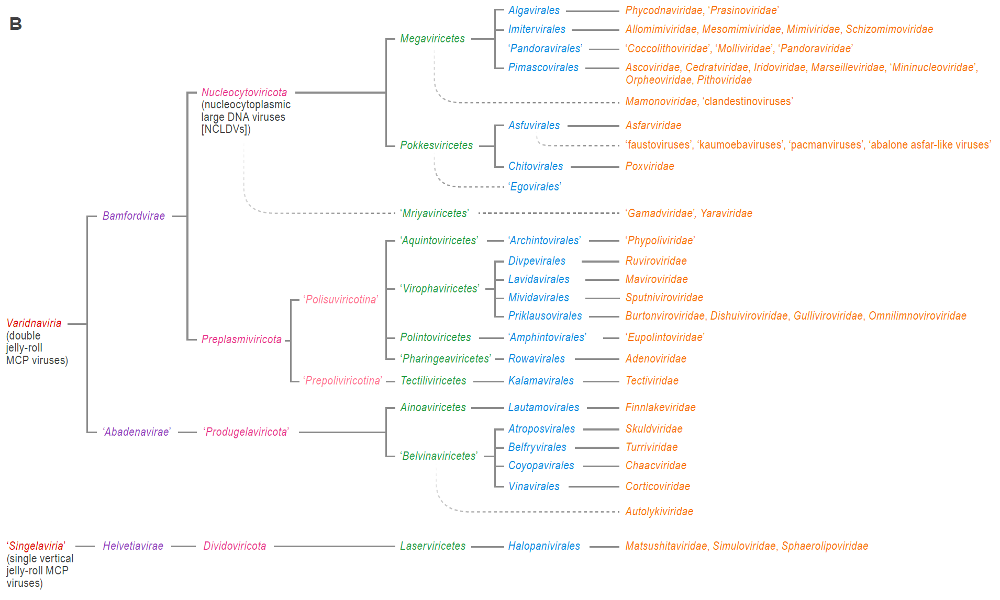 B
Algavirales
Phycodnaviridae, ‘Prasinoviridae’
Imitervirales
Allomimiviridae, Mesomimiviridae, Mimiviridae, Schizomimoviridae
Megaviricetes
‘Pandoravirales’
‘Coccolithoviridae’, ‘Molliviridae’, ‘Pandoraviridae’
Pimascovirales
Ascoviridae, Cedratviridae, Iridoviridae, Marseilleviridae, ‘Mininucleoviridae’,
Orpheoviridae, Pithoviridae
Nucleocytoviricota
(nucleocytoplasmic
large DNA viruses
[NCLDVs])
Mamonoviridae, ‘clandestinoviruses’
Asfuvirales
Asfarviridae
Pokkesviricetes
‘faustoviruses’, ‘kaumoebaviruses’, ‘pacmanviruses’, ‘abalone asfar-like viruses’
Chitovirales
Poxviridae
‘Egovirales’
Bamfordvirae
‘Mriyaviricetes’
‘Gamadviridae’, Yaraviridae
‘Aquintoviricetes’
‘Archintovirales’
‘Phypoliviridae’
Divpevirales
Ruviroviridae
Lavidavirales
Maviroviridae
‘Virophaviricetes’
Mividavirales
Sputniviroviridae
‘Polisuviricotina’
Priklausovirales
Burtonviroviridae, Dishuiviroviridae, Gulliviroviridae, Omnilimnoviroviridae
Varidnaviria
(double
jelly-roll
MCP viruses)
Preplasmiviricota
Polintoviricetes
‘Amphintovirales’
‘Eupolintoviridae’
‘Pharingeaviricetes’
Rowavirales
Adenoviridae
‘Prepoliviricotina’
Tectiliviricetes
Kalamavirales
Tectiviridae
Ainoaviricetes
Lautamovirales
Finnlakeviridae
‘Abadenavirae’
‘Produgelaviricota’
Atroposvirales
Skuldviridae
Belfryvirales
Turriviridae
‘Belvinaviricetes’
Coyopavirales
Chaacviridae
Vinavirales
Corticoviridae
Autolykiviridae
‘Singelaviria’
(single vertical
jelly-roll MCP
viruses)
Helvetiavirae
Dividoviricota
Laserviricetes
Halopanivirales
Matsushitaviridae, Simuloviridae, Sphaerolipoviridae